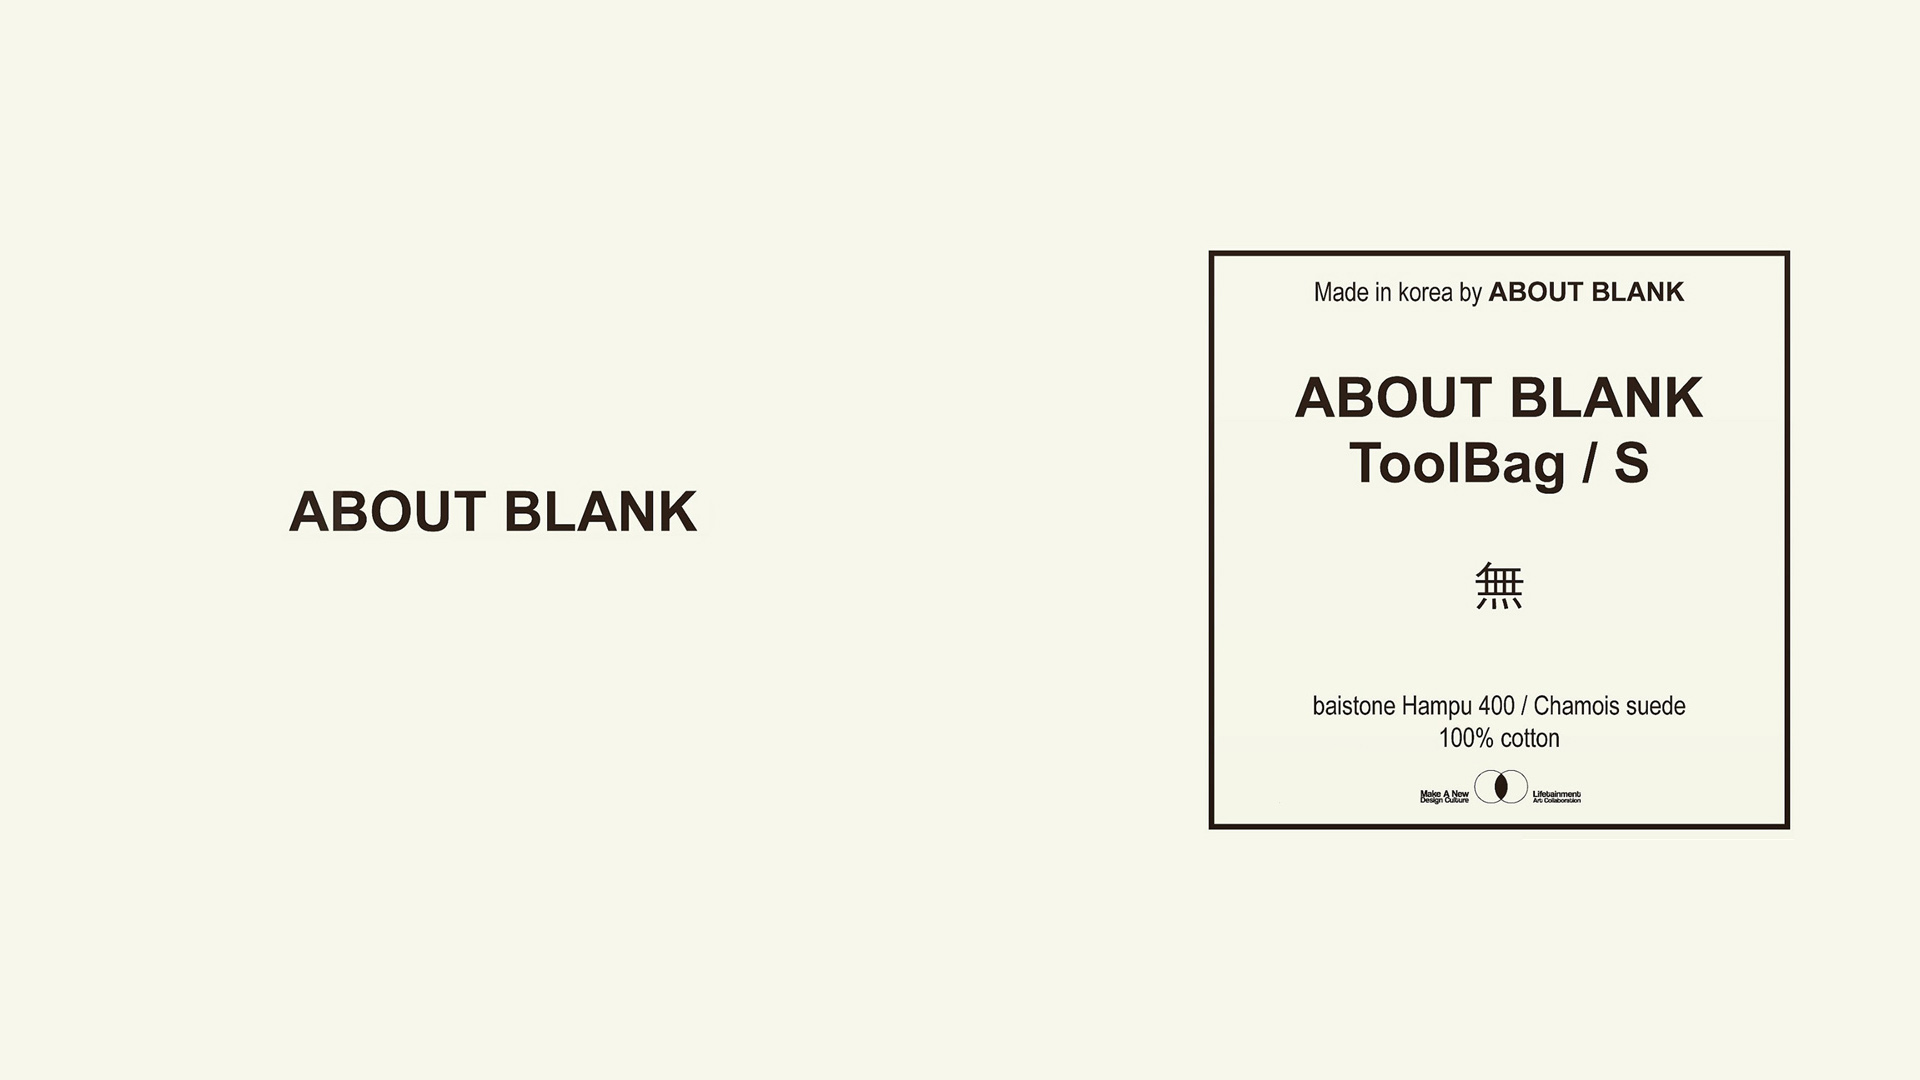 ABOUT BLANK
Made in korea by ABOUT BLANK
ABOUT BLANK
ToolBag / S
無
baistone Hampu 400 / Chamois suede
100% cotton
Make A New
Design Culture
Lifetainment
Art Collaboration